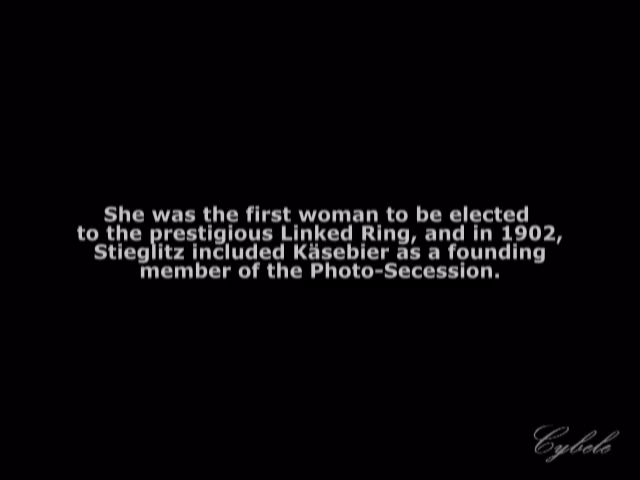 She was the first woman to be elected
to the prestigious Linked Ring, and in 1902,
Stieglitz included Käsebier as a founding
member of the Photo-Secession.
Cybele